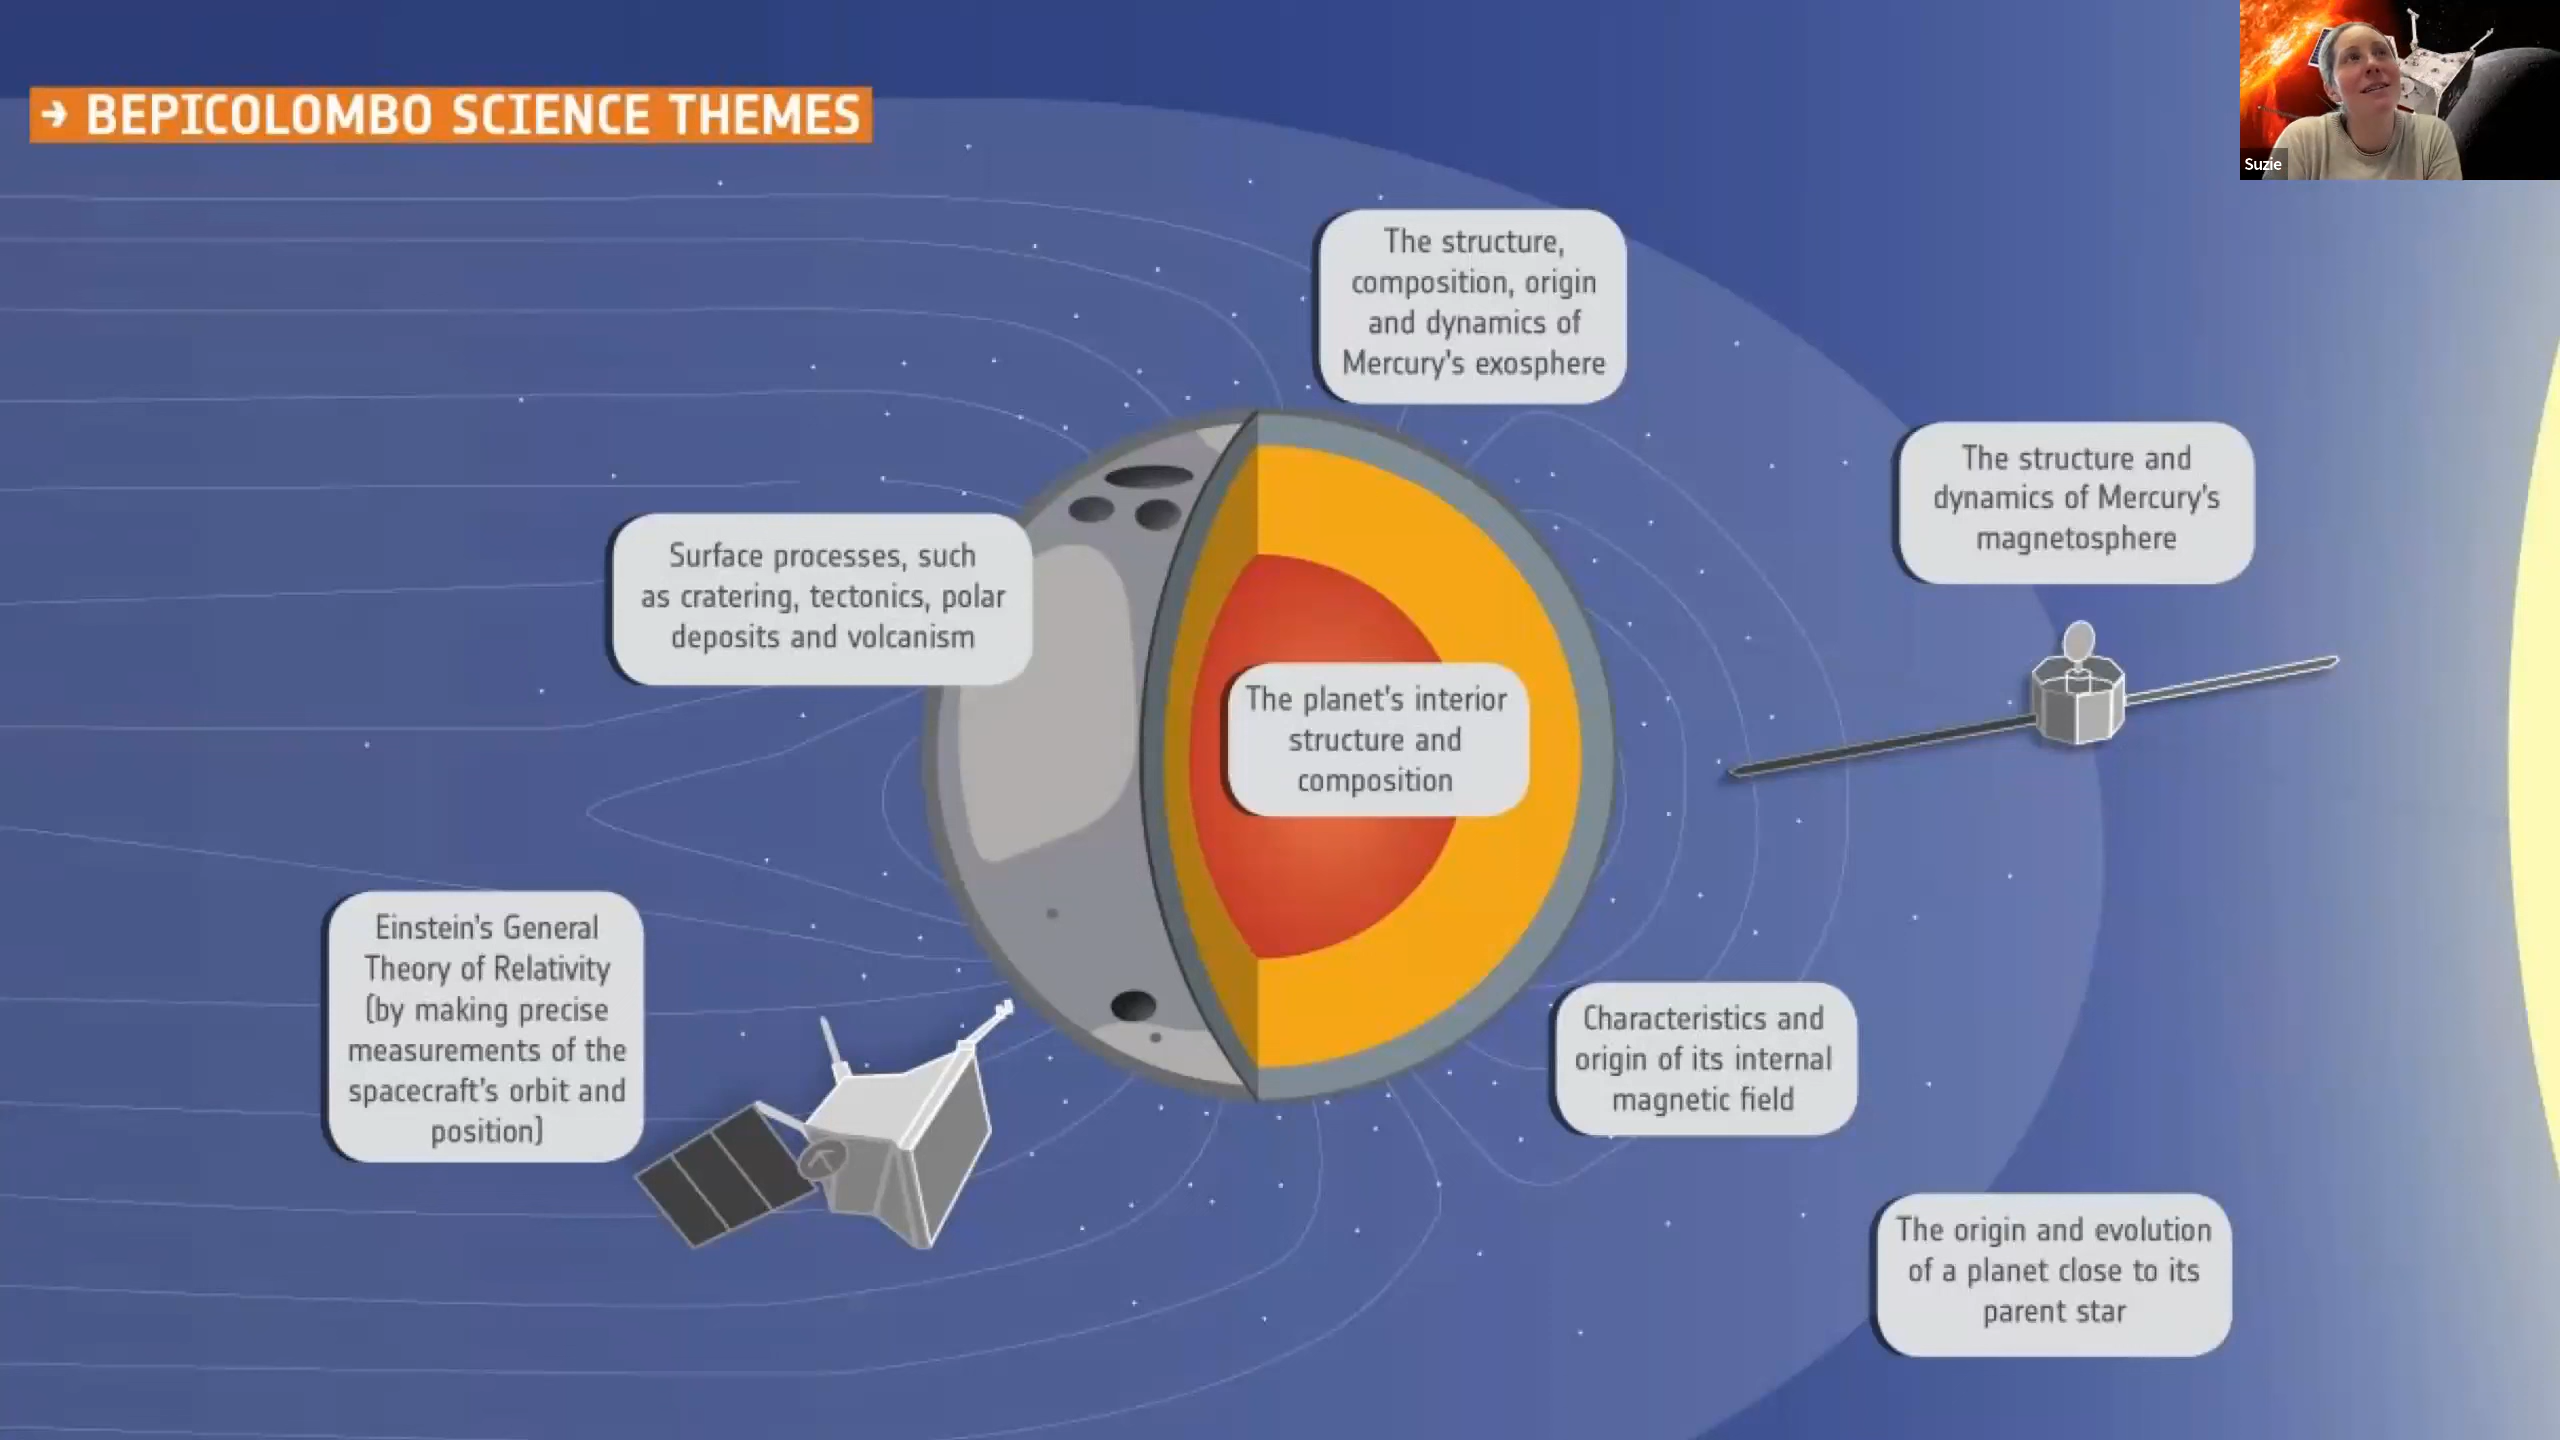 → BEPICOLOMBO SCIENCE THEMES
Suzie
The structure,
composition, origin
and dynamics of
Mercury's exosphere
The structure and
dynamics of Mercury's
magnetosphere
Surface processes, such
as cratering, tectonics, polar
deposits and volcanism
The planet's interior
structure and
composition
Einstein's General
Theory of Relativity
(by making precise
measurements of the
spacecraft's orbit and
position)
Characteristics and
origin of its internal
magnetic field
The origin and evolution
of a planet close to its
parent star